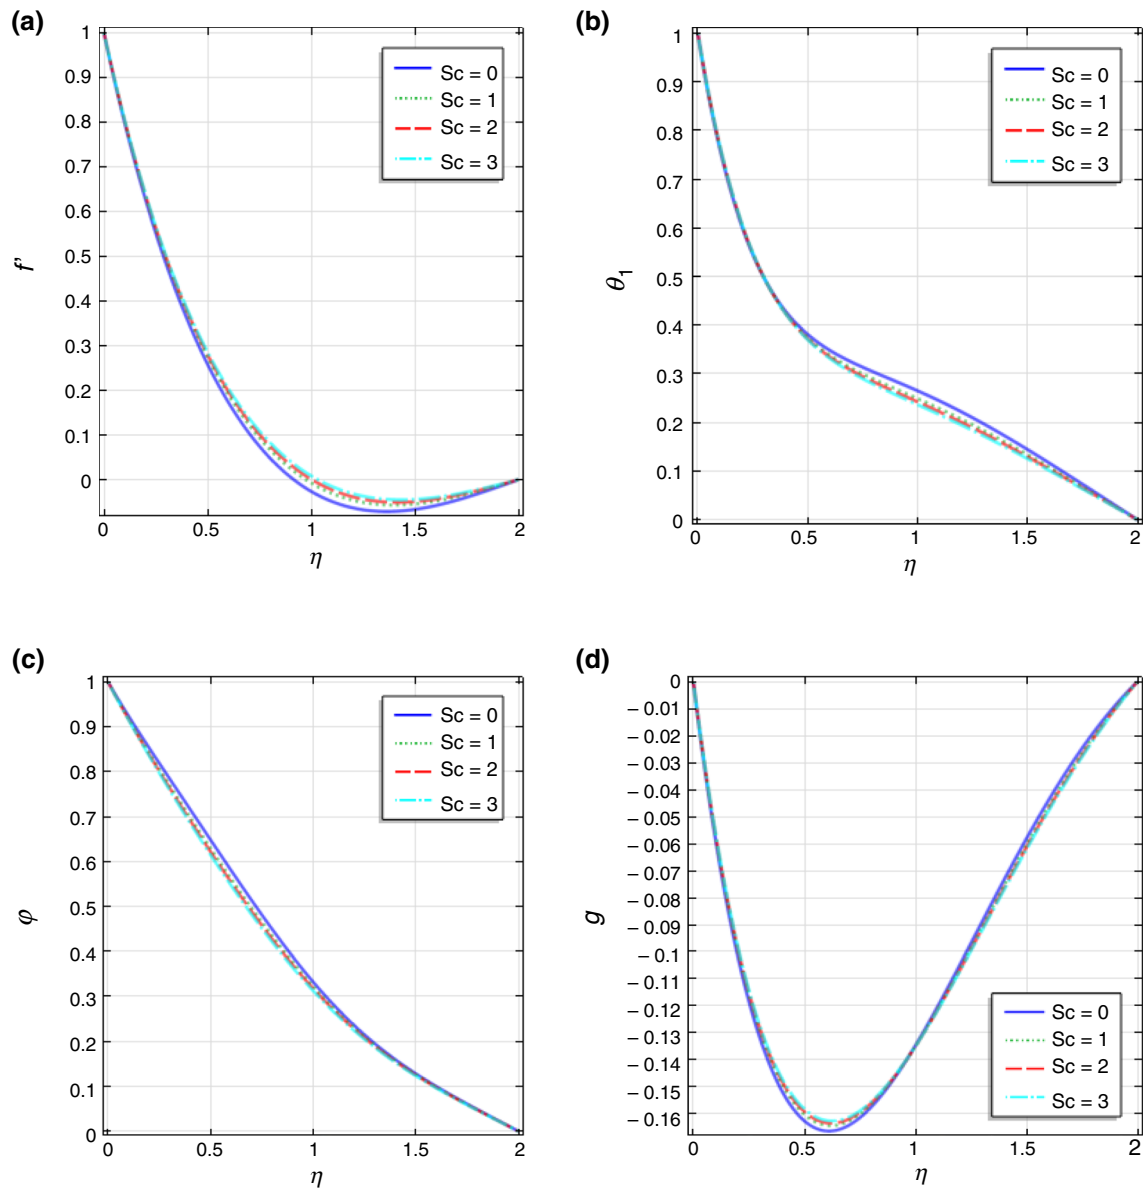 (a)
1
0.9
0.8
0.7
0.6
0.5
0.4
0.3
0.2
0.1
0
f'
Sc = 0
Sc = 1
Sc = 2
Sc = 3
0 0.5 1 1.5 2
η
(b)
1
0.9
0.8
0.7
0.6
0.5
0.4
0.3
0.2
0.1
0
θ1
Sc = 0
Sc = 1
Sc = 2
Sc = 3
0 0.5 1 1.5 2
η
(c)
1
0.9
0.8
0.7
0.6
0.5
0.4
0.3
0.2
0.1
0
φ
Sc = 0
Sc = 1
Sc = 2
Sc = 3
0 0.5 1 1.5 2
η
(d)
0
– 0.01
– 0.02
– 0.03
– 0.04
– 0.05
– 0.06
– 0.07
– 0.08
– 0.09
– 0.1
– 0.11
– 0.12
– 0.13
– 0.14
– 0.15
– 0.16
g
Sc = 0
Sc = 1
Sc = 2
Sc = 3
0 0.5 1 1.5 2
η